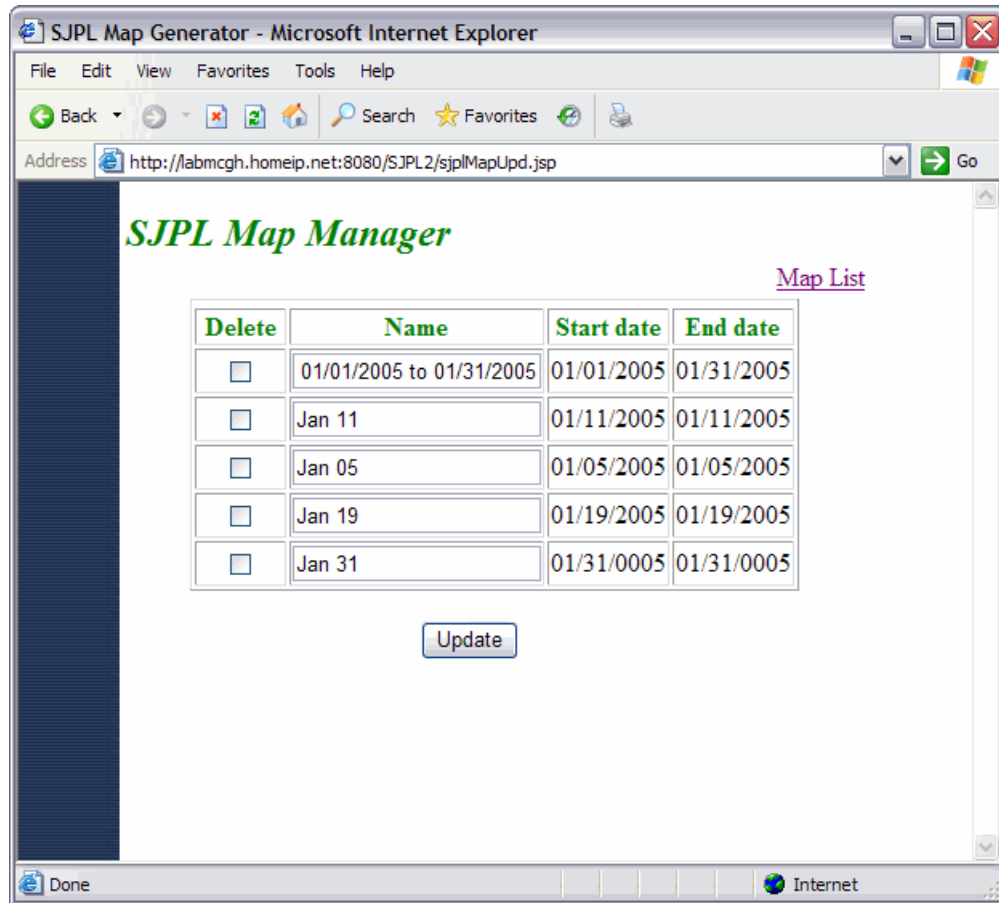 SJPL Map Generator - Microsoft Internet Explorer
File Edit View Favorites Tools Help
Back Search Favorites
Address http://labmcgh.homeip.net:8080/SJPL2/sjplMapUpd.jsp Go
SJPL Map Manager
Map List
Delete Name Start date End date
01/01/2005 to 01/31/2005 01/01/2005 01/31/2005
Jan 11 01/11/2005 01/11/2005
Jan 05 01/05/2005 01/05/2005
Jan 19 01/19/2005 01/19/2005
Jan 31 01/31/0005 01/31/0005
Update
Done Internet